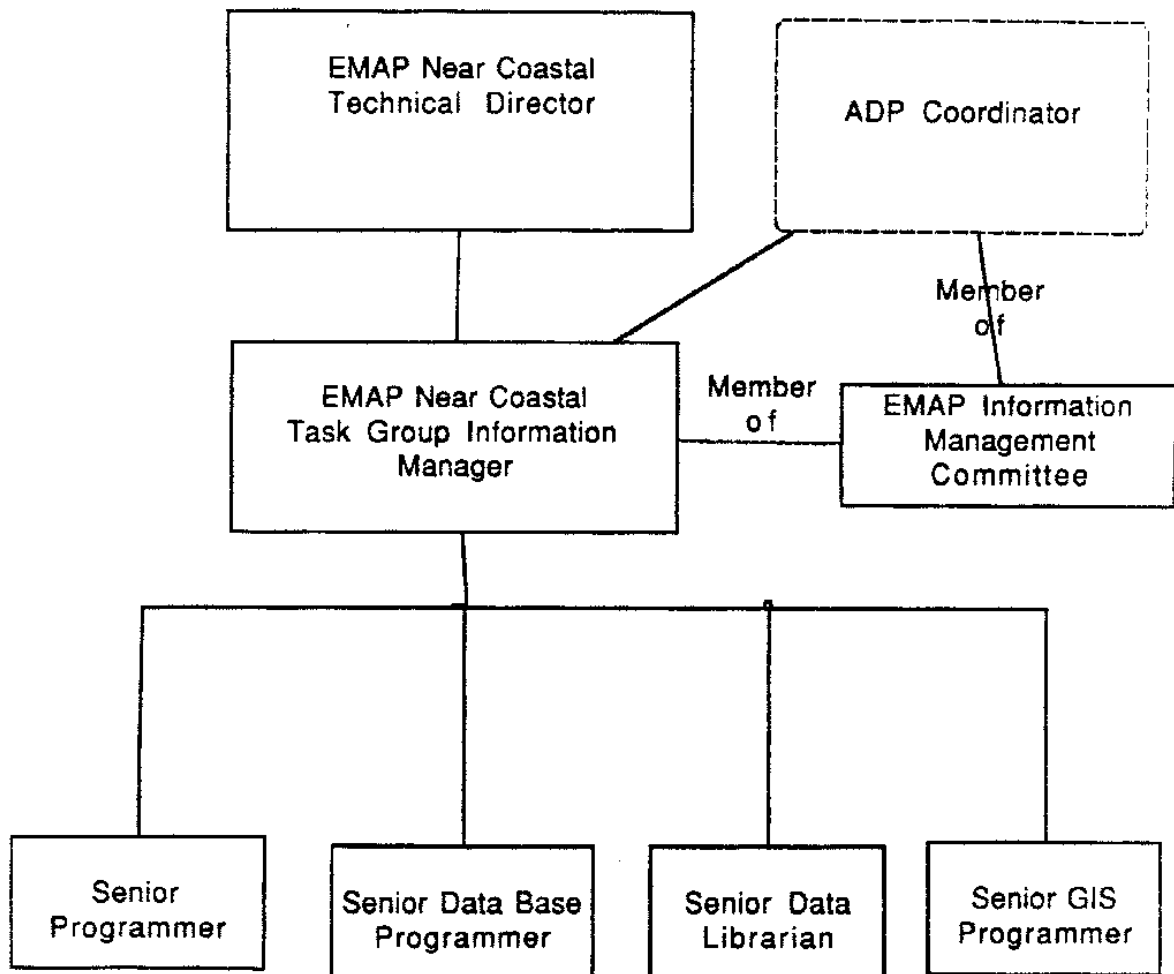 EMAP Near Coastal
Technical Director
ADP Coordinator
Member
of
EMAP Near Coastal
Task Group Information
Manager
Member
of
EMAP Information
Management
Committee
Senior
Programmer
Senior Data Base
Programmer
Senior Data
Librarian
Senior GIS
Programmer